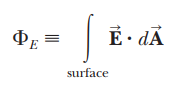 Φ_E ≡ ∫ E⃗ · dA⃗
surface